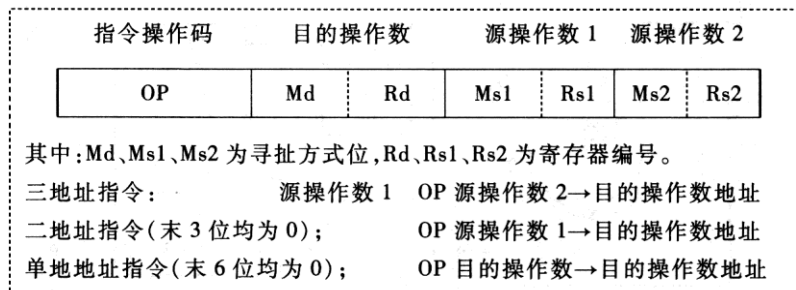 指令操作码 目的操作数 源操作数 1 源操作数 2
OP Md Rd Ms1 Rs1 Ms2 Rs2
其中:Md、Ms1、Ms2 为寻扯方式位,Rd、Rs1、Rs2 为寄存器编号。
三地址指令: 源操作数 1 OP 源操作数 2→目的操作数地址
二地址指令(末 3 位均为 0); OP 源操作数 1→目的操作数地址
单地地址指令(末 6 位均为 0); OP 目的操作数→目的操作数地址